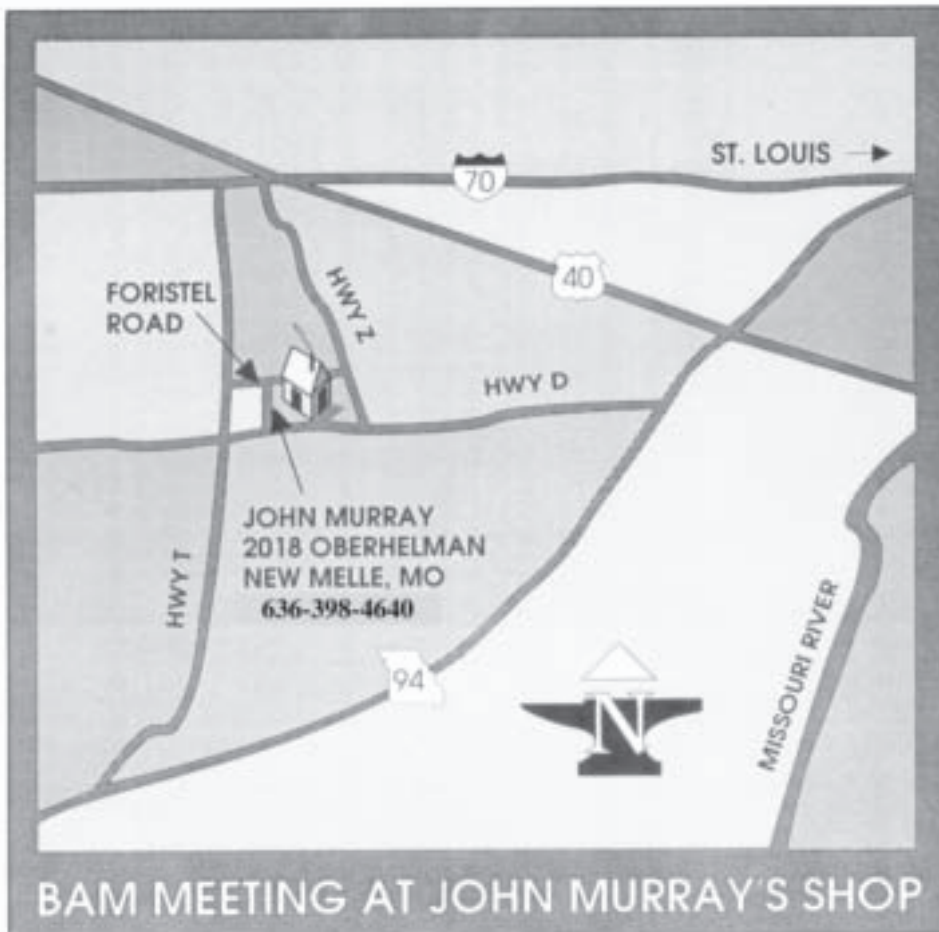 ST. LOUIS
70
40
FORISTEL
ROAD
HWY Z
HWY D
JOHN MURRAY
2018 OBERHELMAN
NEW MELLE, MO
636-398-4640
HWY T
94
N
MISSOURI RIVER
BAM MEETING AT JOHN MURRAY'S SHOP